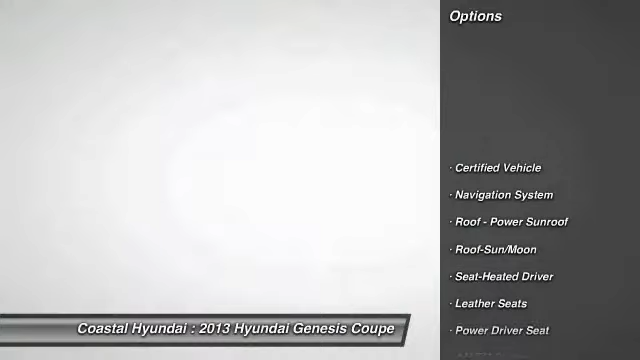 Options
· Certified Vehicle
· Navigation System
· Roof - Power Sunroof
· Roof-Sun/Moon
· Seat-Heated Driver
· Leather Seats
· Power Driver Seat
Coastal Hyundai : 2013 Hyundai Genesis Coupe